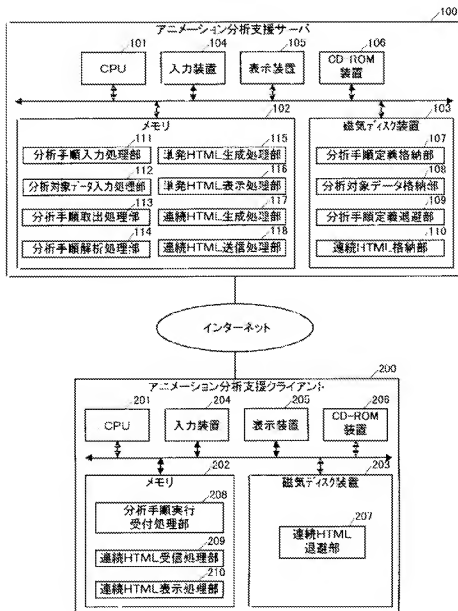 100
アニメーション分析支援サーバ
101
104
105
106
CPU
入力装置
表示装置
CD-ROM
装置
102
103
メモリ
磁気ディスク装置
111
115
107
分析手順入力処理部
単発HTML生成処理部
分析手順定義格納部
112
116
108
分析対象データ入力処理部
単発HTML表示処理部
分析対象データ格納部
113
117
109
分析手順取出処理部
連続HTML生成処理部
分析手順定義退避部
114
118
110
分析手順解析処理部
連続HTML送信処理部
連続HTML格納部
インターネット
200
アニメーション分析支援クライアント
201
204
205
206
CPU
入力装置
表示装置
CD-ROM
装置
202
203
メモリ
磁気ディスク装置
208
分析手順実行
受付処理部
207
連続HTML
退避部
209
連続HTML受信処理部
210
連続HTML表示処理部